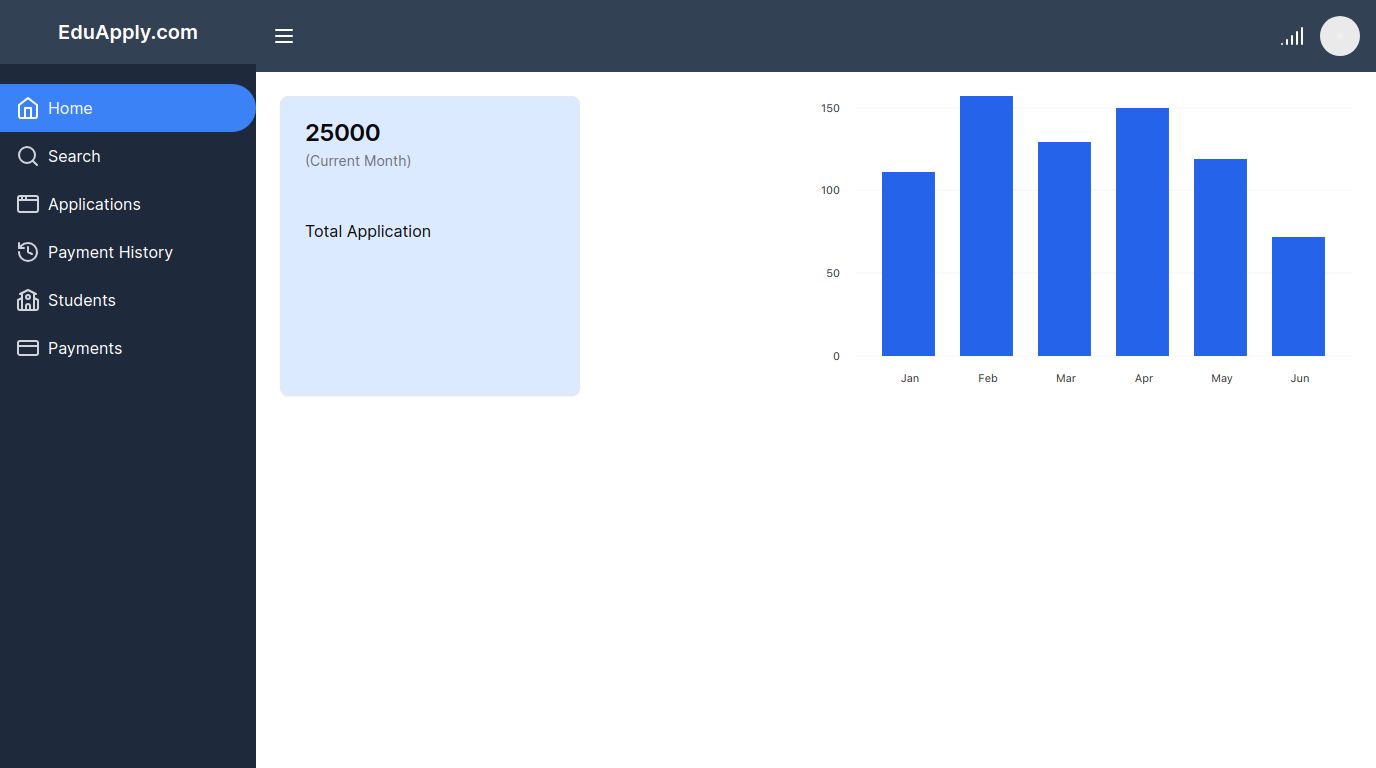 EduApply.com
Home
Search
Applications
Payment History
Students
Payments
25000
(Current Month)
Total Application
150
100
50
0
Jan Feb Mar Apr May Jun